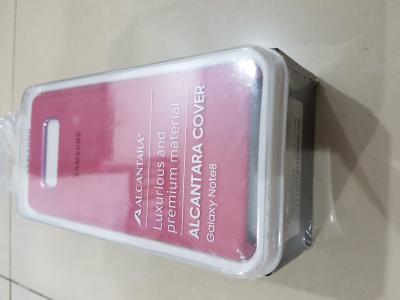 SAMSUNG
ALCANTARA®
Luxurious and
premium material
ALCANTARA COVER
Galaxy Note8